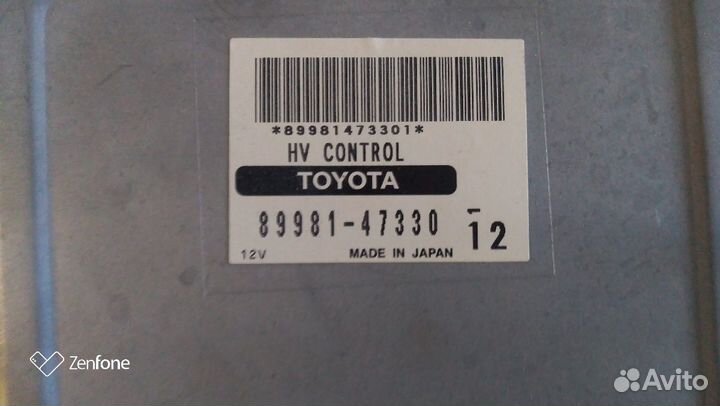 *89981473301*
HV CONTROL
TOYOTA
89981-47330 - 12
12V MADE IN JAPAN
Zenfone
Avito